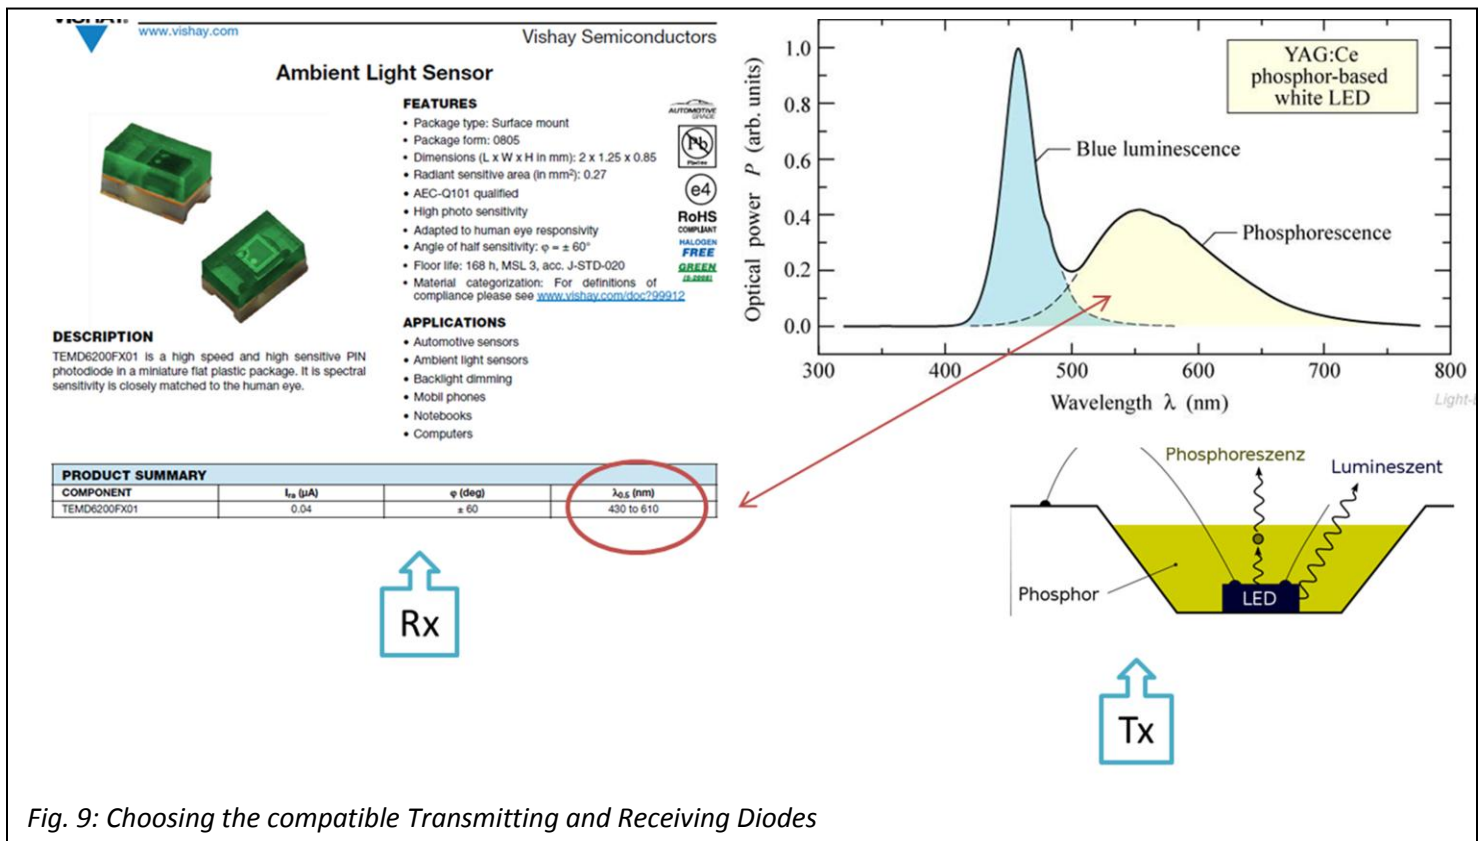 www.vishay.com
Vishay Semiconductors
Ambient Light Sensor
FEATURES
• Package type: Surface mount
• Package form: 0805
• Dimensions (L x W x H in mm): 2 x 1.25 x 0.85
• Radiant sensitive area (in mm²): 0.27
• AEC-Q101 qualified
• High photo sensitivity
• Adapted to human eye responsivity
• Angle of half sensitivity: φ = ± 60°
• Floor life: 168 h, MSL 3, acc. J-STD-020
• Material categorization: For definitions of
compliance please see www.vishay.com/doc?99912
AUTOMOTIVE
GRADE
Pb
e4
RoHS
COMPLIANT
HALOGEN
FREE
GREEN
(5-2008)
APPLICATIONS
• Automotive sensors
• Ambient light sensors
• Backlight dimming
• Mobil phones
• Notebooks
• Computers
DESCRIPTION
TEMD6200FX01 is a high speed and high sensitive PIN
photodiode in a miniature flat plastic package. It is spectral
sensitivity is closely matched to the human eye.
PRODUCT SUMMARY
COMPONENT Ira (µA) φ (deg) λ0.5 (nm)
TEMD6200FX01 0.04 ± 60 430 to 610
Rx
YAG:Ce
phosphor-based
white LED
Optical power P (arb. units)
1.0
0.8
0.6
0.4
0.2
0.0
Blue luminescence
Phosphorescence
300 400 500 600 700 800
Wavelength λ (nm)
Phosphoreszenz
Lumineszent
Phosphor
LED
Tx
Fig. 9: Choosing the compatible Transmitting and Receiving Diodes